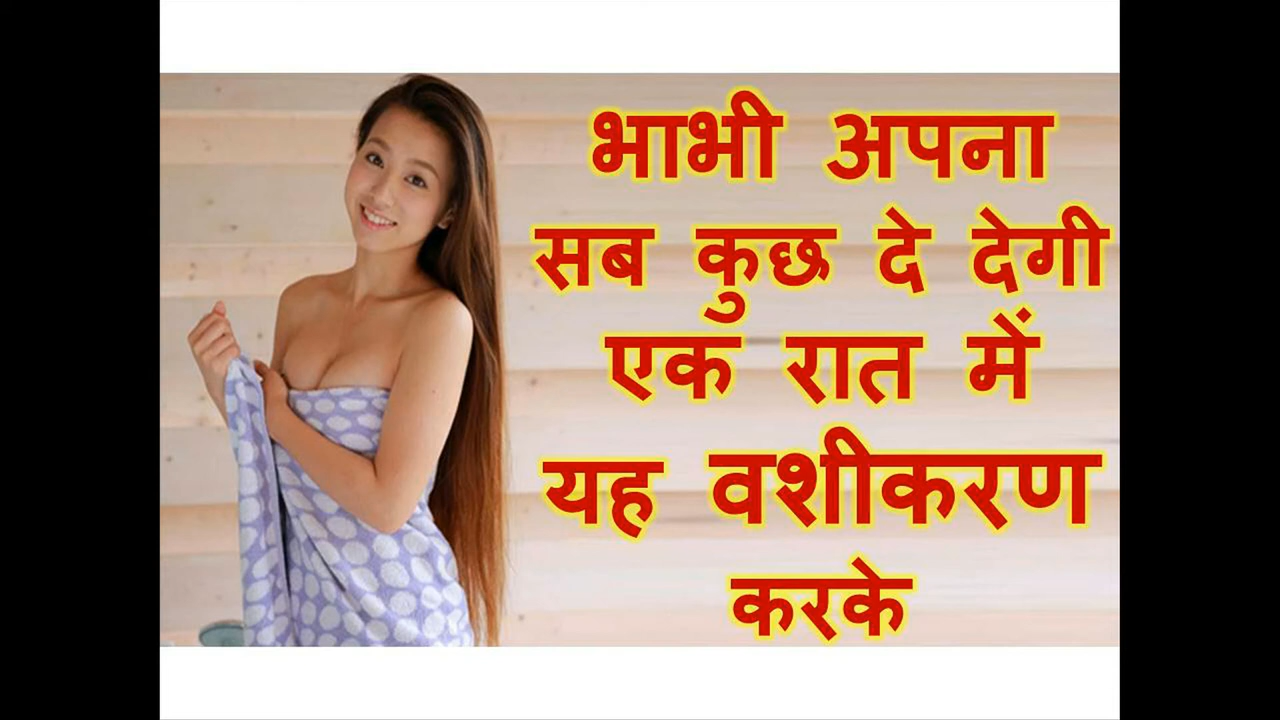 भाभी अपना
सब कुछ दे देगी
एक रात में
यह वशीकरण
करके